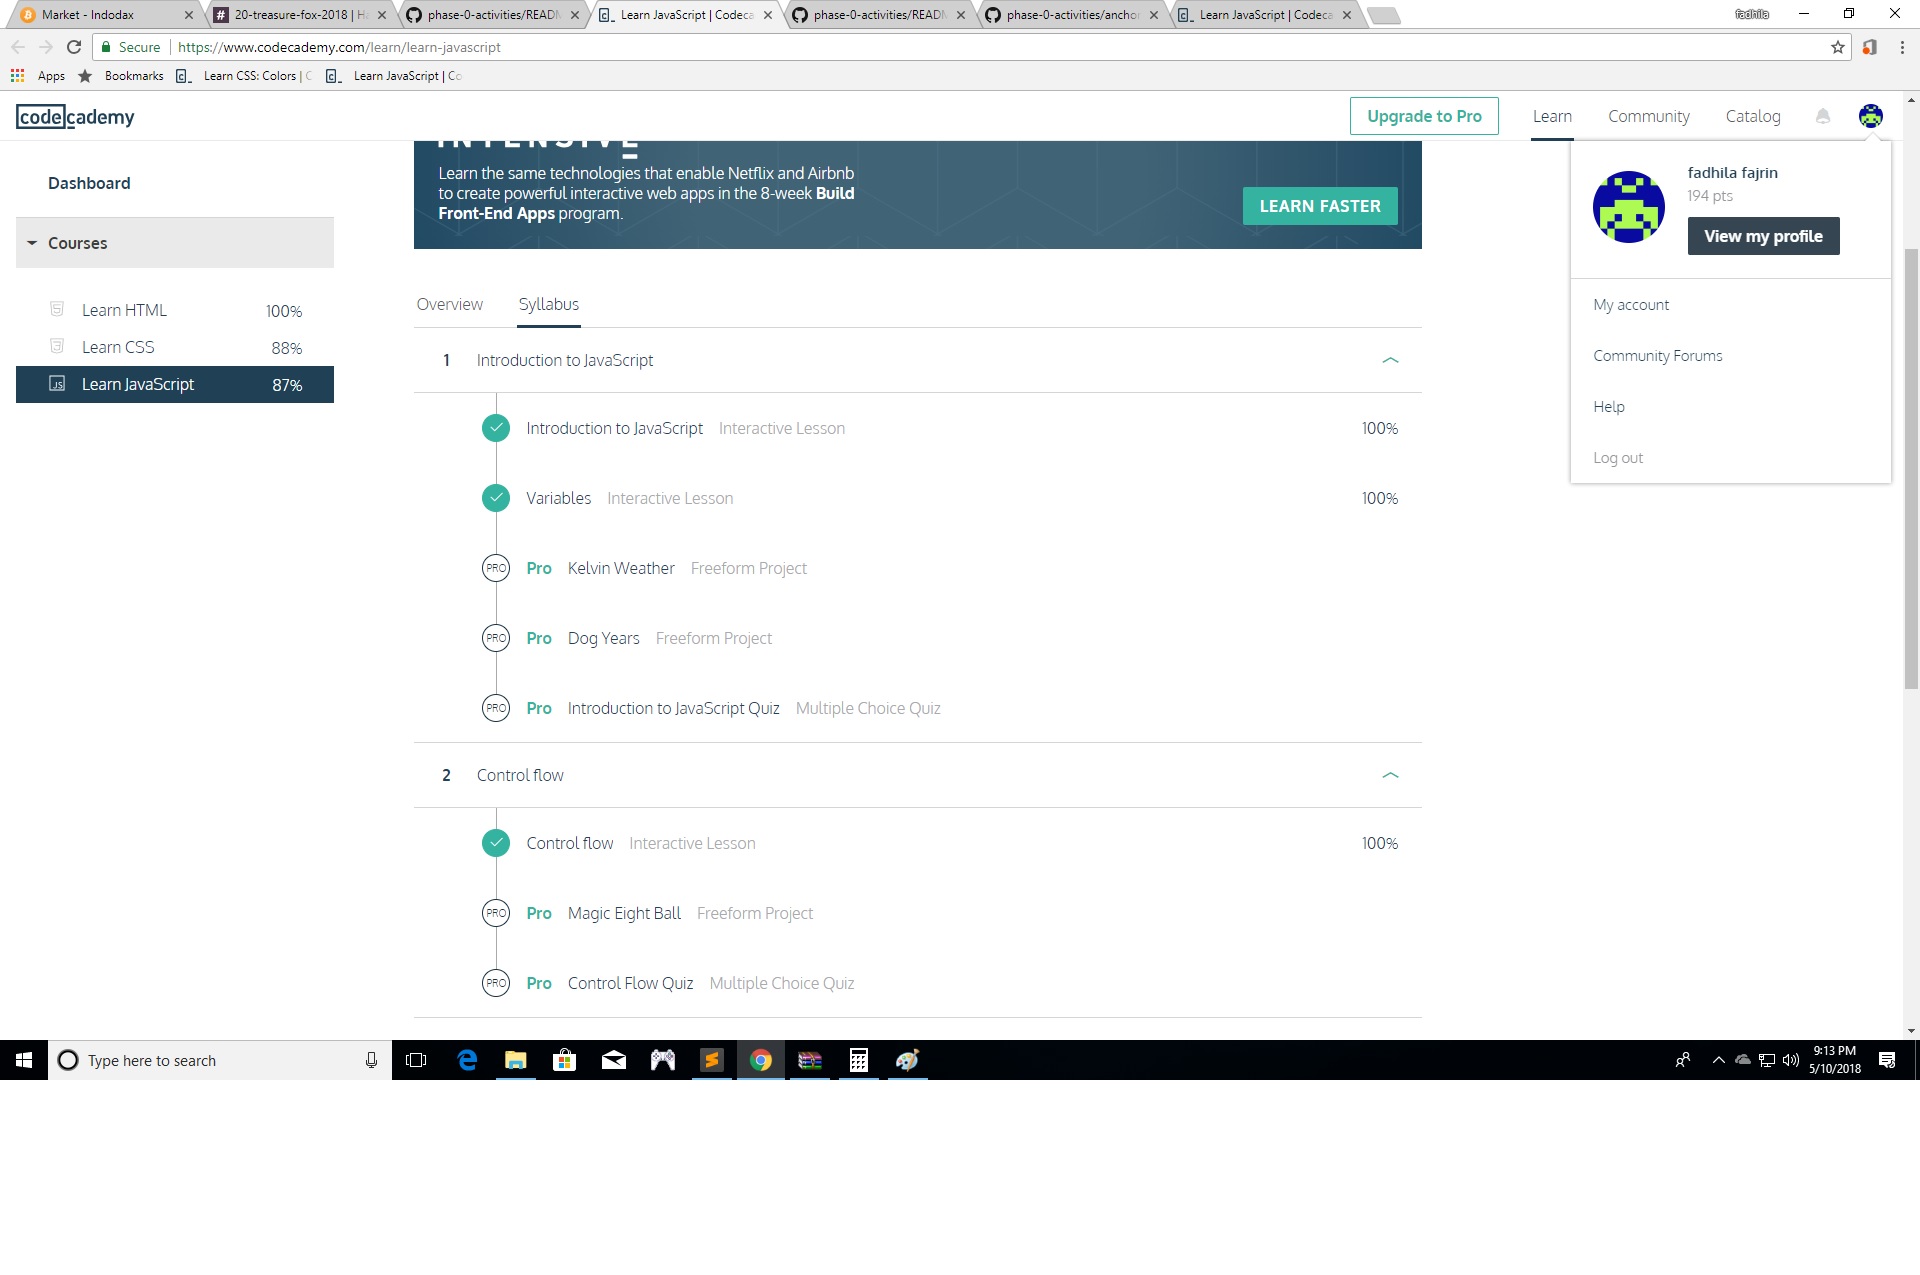 Market - Indodax
20-treasure-fox-2018 | H
phase-0-activities/READ
Learn JavaScript | Codeca
phase-0-activities/READ
phase-0-activities/ancho
Learn JavaScript | Codeca
fadhila
Secure
https://www.codecademy.com/learn/learn-javascript
Apps
Bookmarks
Learn CSS: Colors | C
Learn JavaScript | Co
codecademy
Upgrade to Pro
Learn
Community
Catalog
Dashboard
Courses
Learn HTML 100%
Learn CSS 88%
JS Learn JavaScript 87%
Learn the same technologies that enable Netflix and Airbnb
to create powerful interactive web apps in the 8-week Build
Front-End Apps program.
LEARN FASTER
Overview Syllabus
1 Introduction to JavaScript
Introduction to JavaScript Interactive Lesson 100%
Variables Interactive Lesson 100%
PRO Pro Kelvin Weather Freeform Project
PRO Pro Dog Years Freeform Project
PRO Pro Introduction to JavaScript Quiz Multiple Choice Quiz
2 Control flow
Control flow Interactive Lesson 100%
PRO Pro Magic Eight Ball Freeform Project
PRO Pro Control Flow Quiz Multiple Choice Quiz
fadhila fajrin
194 pts
View my profile
My account
Community Forums
Help
Log out
Type here to search
9:13 PM
5/10/2018